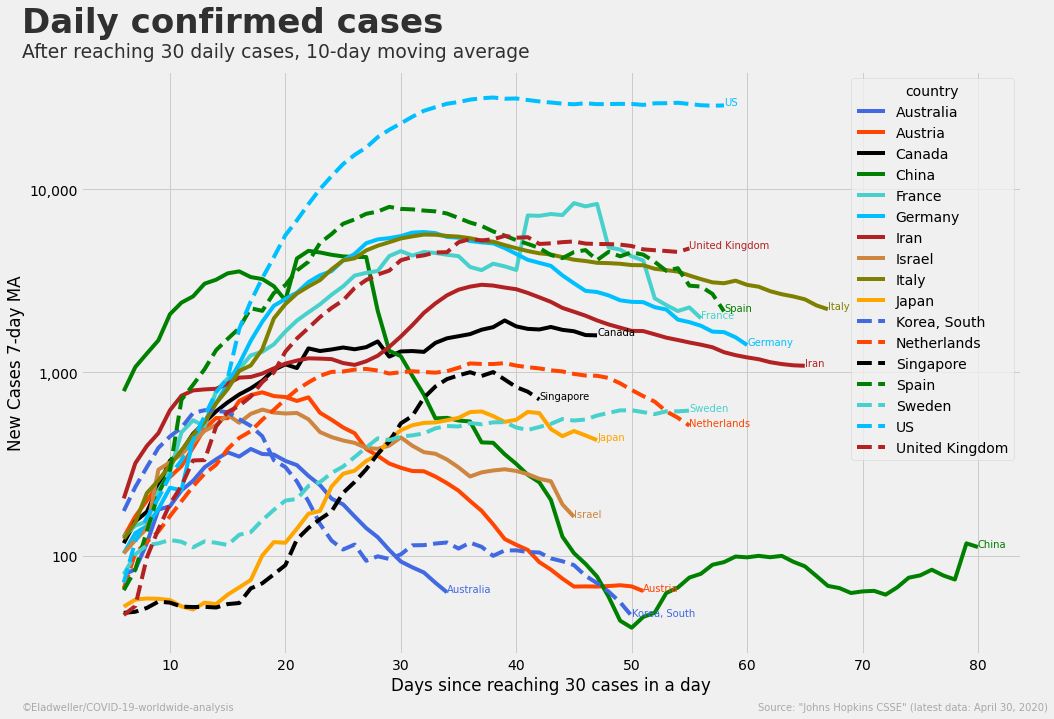 Daily confirmed cases
After reaching 30 daily cases, 10-day moving average
New Cases 7-day MA
10,000
1,000
100
US
United Kingdom
Spain
France
Italy
Germany
Iran
Canada
Singapore
Sweden
Netherlands
Japan
Israel
China
Australia
Austria
Korea, South
country
Australia
Austria
Canada
China
France
Germany
Iran
Israel
Italy
Japan
Korea, South
Netherlands
Singapore
Spain
Sweden
US
United Kingdom
10 20 30 40 50 60 70 80
Days since reaching 30 cases in a day
©Eladweller/COVID-19-worldwide-analysis
Source: "Johns Hopkins CSSE" (latest data: April 30, 2020)